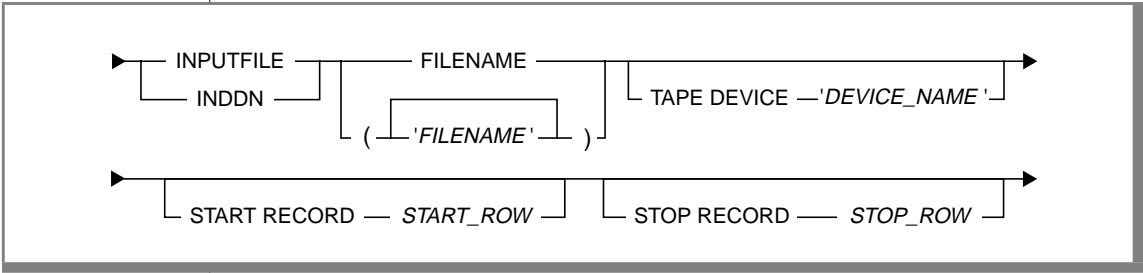 INPUTFILE FILENAME
INDDN TAPE DEVICE 'DEVICE_NAME '
( 'FILENAME ' )
START RECORD START_ROW STOP RECORD STOP_ROW